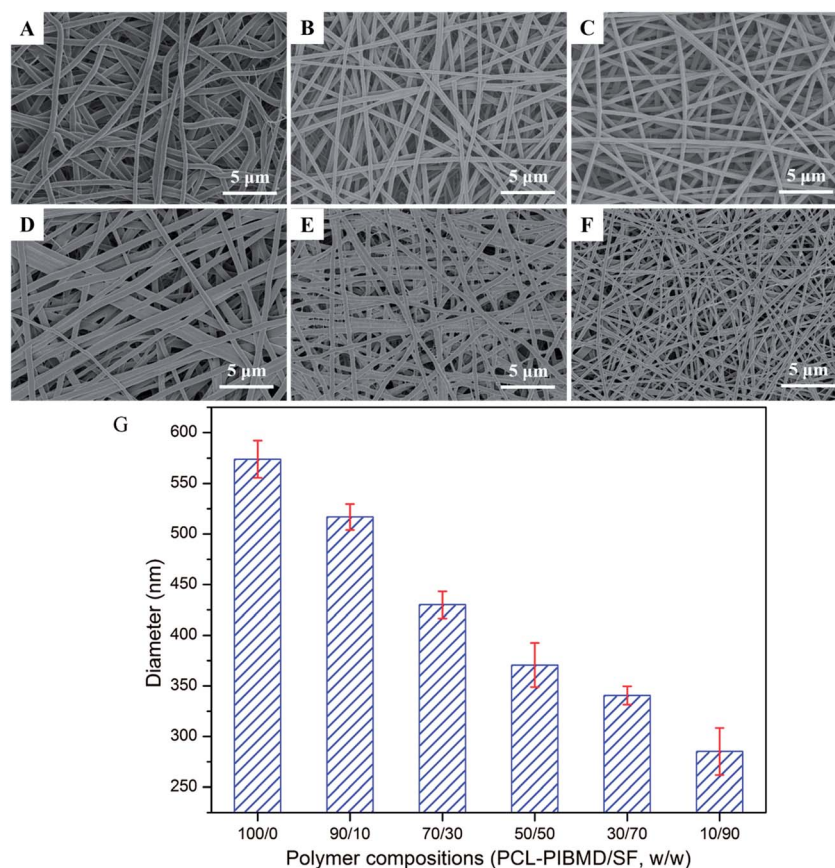 A
B
C
5 μm
5 μm
5 μm
D
E
F
5 μm
5 μm
5 μm
G
600
550
500
450
400
350
300
250
Diameter (nm)
100/0 90/10 70/30 50/50 30/70 10/90
Polymer compositions (PCL-PIBMD/SF, w/w)